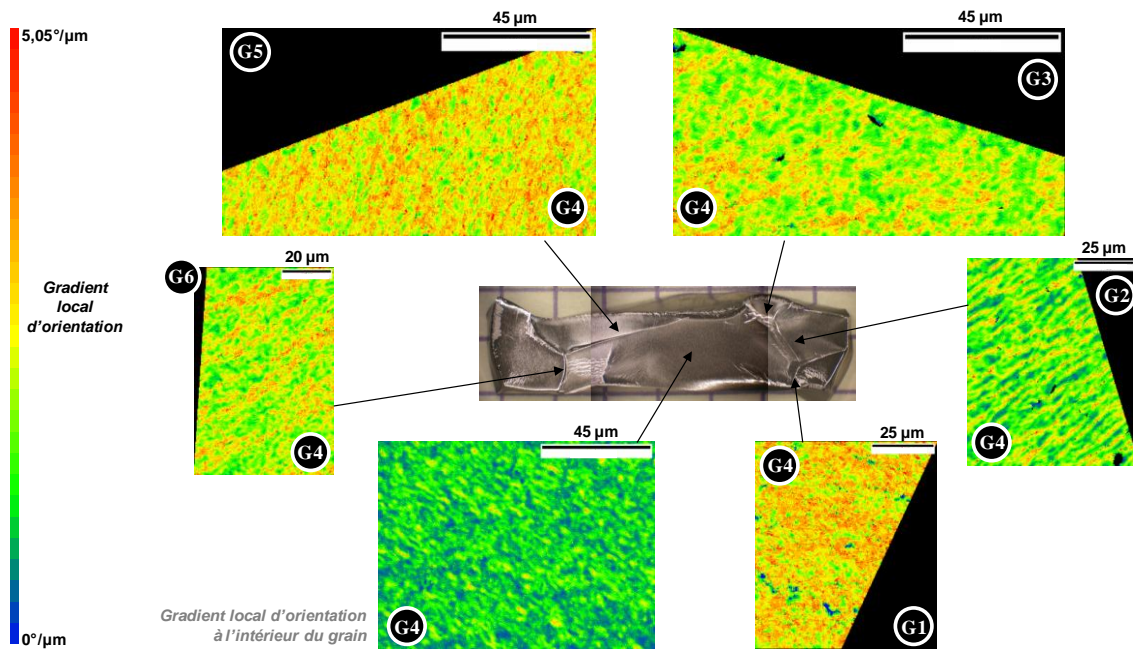 5,05°/µm
Gradient
local
d'orientation
0°/µm
45 µm
G5
G4
45 µm
G3
G4
20 µm
G6
G4
25 µm
G2
G4
45 µm
G4
25 µm
G4
G1
Gradient local d'orientation
à l'intérieur du grain